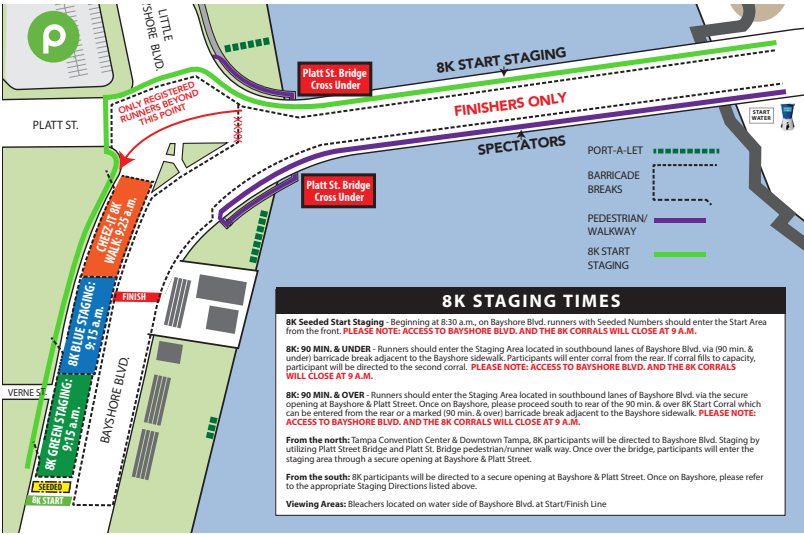 p
LITTLE
BAYSHORE BLVD.
PLATT ST.
ONLY REGISTERED
RUNNERS BEYOND
THIS POINT
Platt St. Bridge
Cross Under
8K START STAGING
FINISHERS ONLY
SPECTATORS
START
WATER
Platt St. Bridge
Cross Under
PORT-A-LET
BARRICADE
BREAKS
PEDESTRIAN/
WALKWAY
8K START
STAGING
CHEEZ-IT 8K
WALK: 9:25 a.m.
8K BLUE STAGING:
9:15 a.m.
FINISH
BAYSHORE BLVD.
VERNE ST.
8K GREEN STAGING:
9:15 a.m.
SEEDED
8K START
8K STAGING TIMES
8K Seeded Start Staging - Beginning at 8:30 a.m., on Bayshore Blvd. runners with Seeded Numbers should enter the Start Area
from the front. PLEASE NOTE: ACCESS TO BAYSHORE BLVD. AND THE 8K CORRALS WILL CLOSE AT 9 A.M.
8K: 90 MIN. & UNDER - Runners should enter the Staging Area located in southbound lanes of Bayshore Blvd. via (90 min. &
under) barricade break adjacent to the Bayshore sidewalk. Participants will enter corral from the rear. If corral fills to capacity,
participant will be directed to the second corral. PLEASE NOTE: ACCESS TO BAYSHORE BLVD. AND THE 8K CORRALS
WILL CLOSE AT 9 A.M.
8K: 90 MIN. & OVER - Runners should enter the Staging Area located in southbound lanes of Bayshore Blvd. via the secure
opening at Bayshore & Platt Street. Once on Bayshore, please proceed south to rear of the 90 min. & over 8K Start Corral which
can be entered from the rear or a marked (90 min. & over) barricade break adjacent to the Bayshore sidewalk. PLEASE NOTE:
ACCESS TO BAYSHORE BLVD. AND THE 8K CORRALS WILL CLOSE AT 9 A.M.
From the north: Tampa Convention Center & Downtown Tampa, 8K participants will be directed to Bayshore Blvd. Staging by
utilizing Platt Street Bridge and Platt St. Bridge pedestrian/runner walk way. Once over the bridge, participants will enter the
staging area through a secure opening at Bayshore & Platt Street.
From the south: 8K participants will be directed to a secure opening at Bayshore & Platt Street. Once on Bayshore, please refer
to the appropriate Staging Directions listed above.
Viewing Areas: Bleachers located on water side of Bayshore Blvd. at Start/Finish Line